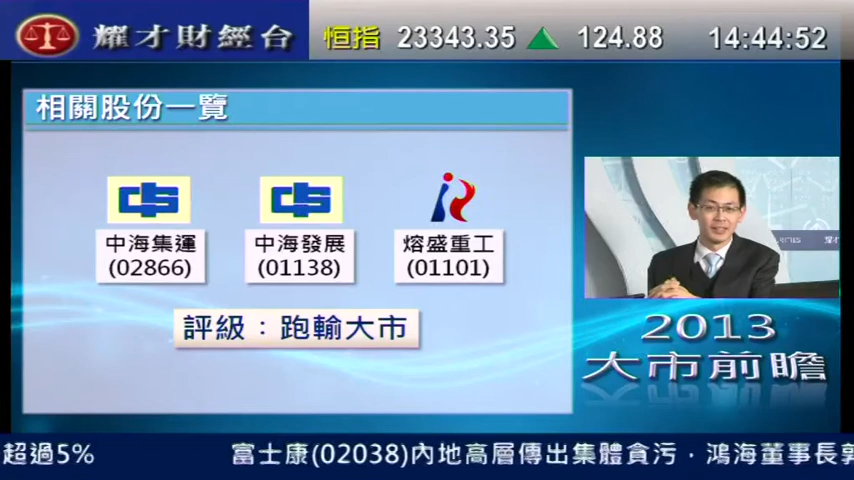 耀才財經台
恒指 23343.35 124.88 14:44:52
相關股份一覽
中海集運
(02866)
中海發展
(01138)
熔盛重工
(01101)
評級：跑輸大市
2013
大市前瞻
超過5% 富士康(02038)內地高層傳出集體貪污．鴻海董事長郭